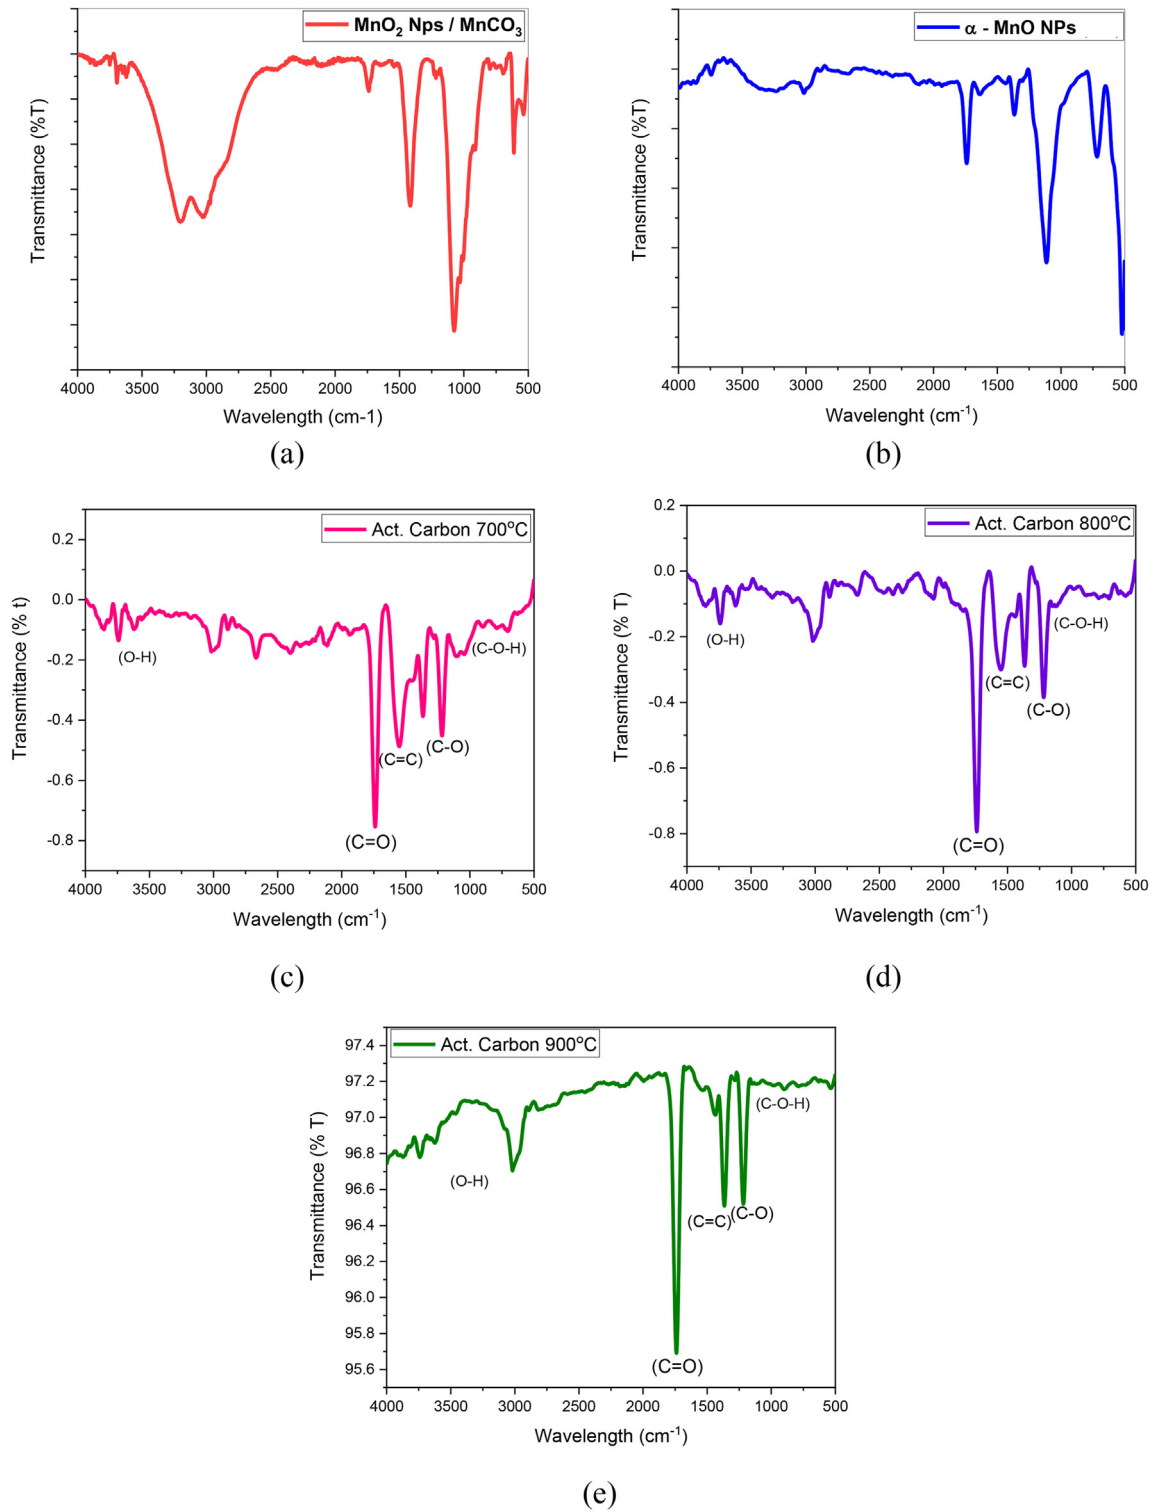 MnO₂ Nps / MnCO₃
Transmittance (%T)
4000 3500 3000 2500 2000 1500 1000 500
Wavelength (cm-1)
(a)
α - MnO NPs
Transmittance (%T)
4000 3500 3000 2500 2000 1500 1000 500
Wavelenght (cm⁻¹)
(b)
Act. Carbon 700°C
Transmittance (% t)
0.2
0.0
-0.2
-0.4
-0.6
-0.8
(O-H)
(C-O-H)
(C=C)
(C-O)
(C=O)
4000 3500 3000 2500 2000 1500 1000 500
Wavelength (cm⁻¹)
(c)
Act. Carbon 800°C
Transmittance (% T)
0.2
0.0
-0.2
-0.4
-0.6
-0.8
(O-H)
(C-O-H)
(C=C)
(C-O)
(C=O)
4000 3500 3000 2500 2000 1500 1000 500
Wavelength (cm⁻¹)
(d)
Act. Carbon 900°C
Transmittance (% T)
97.4
97.2
97.0
96.8
96.6
96.4
96.2
96.0
95.8
95.6
(C-O-H)
(O-H)
(C=C)
(C-O)
(C=O)
4000 3500 3000 2500 2000 1500 1000 500
Wavelength (cm⁻¹)
(e)